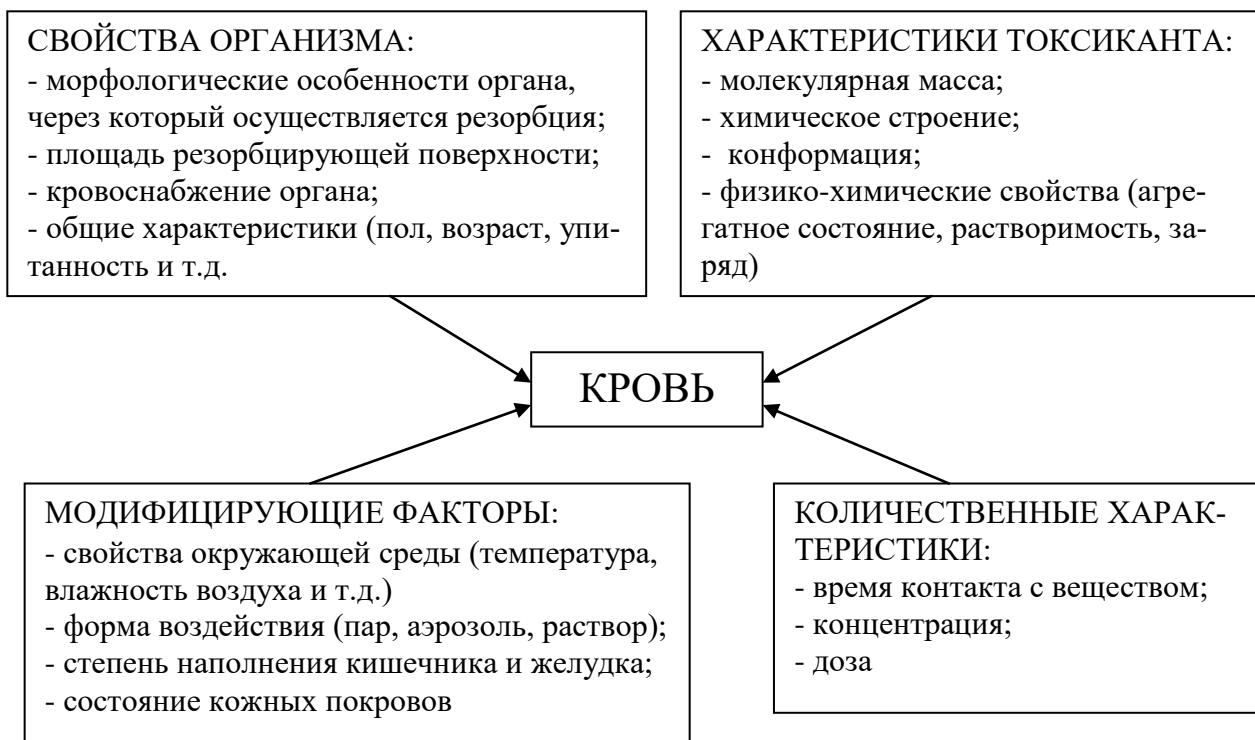 СВОЙСТВА ОРГАНИЗМА:
- морфологические особенности органа,
через который осуществляется резорбция;
- площадь резорбцирующей поверхности;
- кровоснабжение органа;
- общие характеристики (пол, возраст, упи-
танность и т.д.
ХАРАКТЕРИСТИКИ ТОКСИКАНТА:
- молекулярная масса;
- химическое строение;
- конформация;
- физико-химические свойства (агре-
гатное состояние, растворимость, за-
ряд)
КРОВЬ
МОДИФИЦИРУЮЩИЕ ФАКТОРЫ:
- свойства окружающей среды (температура,
влажность воздуха и т.д.)
- форма воздействия (пар, аэрозоль, раствор);
- степень наполнения кишечника и желудка;
- состояние кожных покровов
КОЛИЧЕСТВЕННЫЕ ХАРАК-
ТЕРИСТИКИ:
- время контакта с веществом;
- концентрация;
- доза